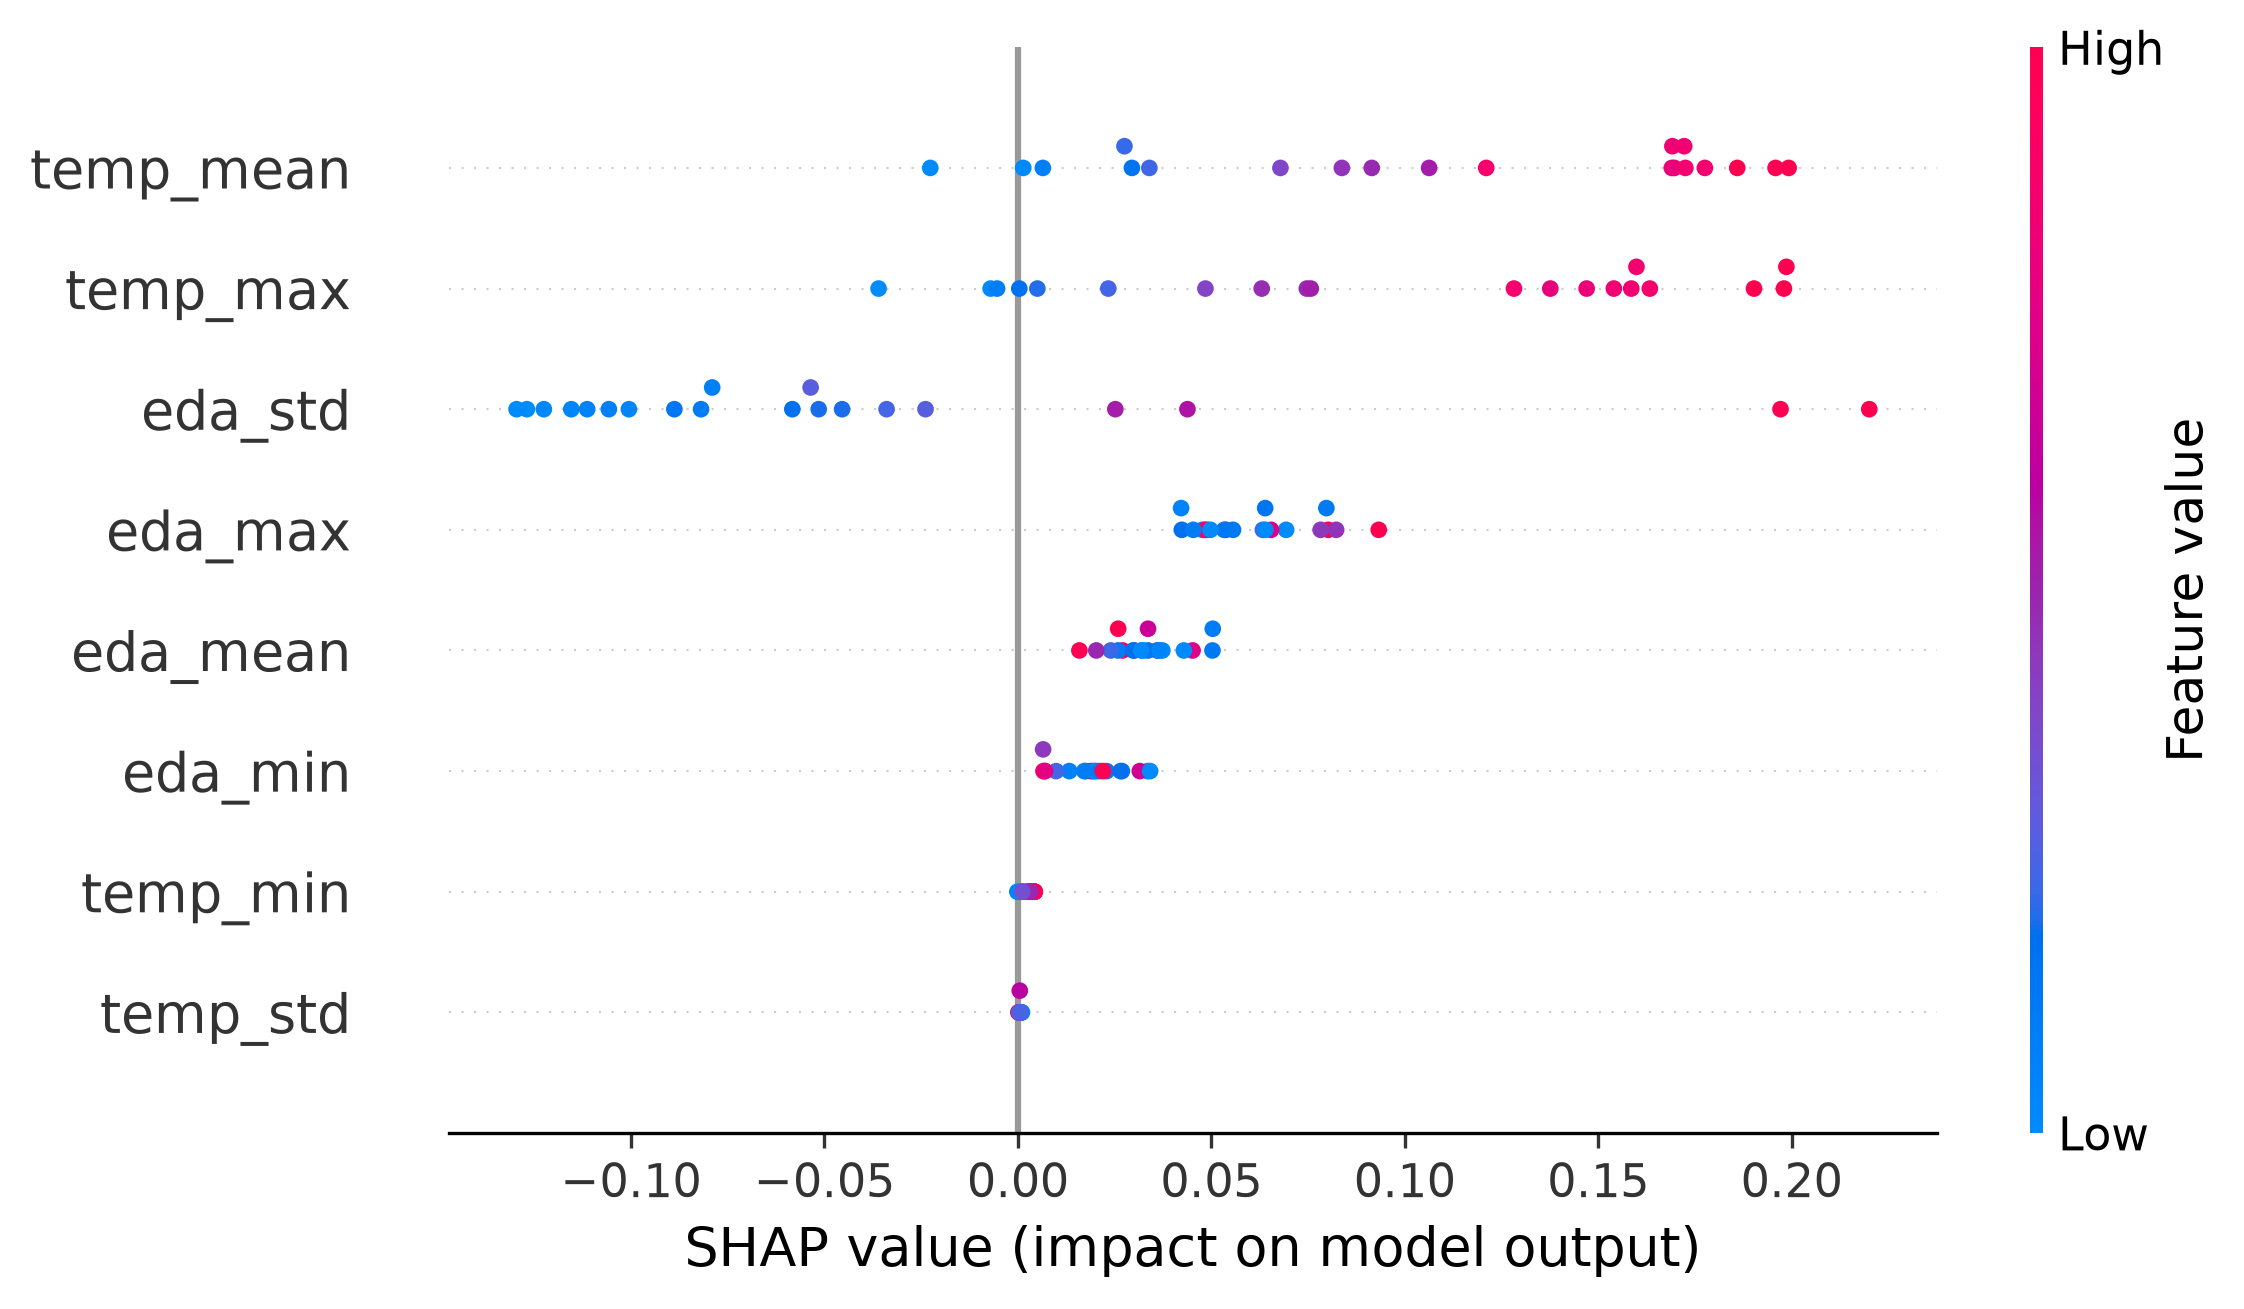 High
temp_mean
temp_max
eda_std
eda_max
eda_mean
eda_min
temp_min
temp_std
Feature value
Low
−0.10 −0.05 0.00 0.05 0.10 0.15 0.20
SHAP value (impact on model output)